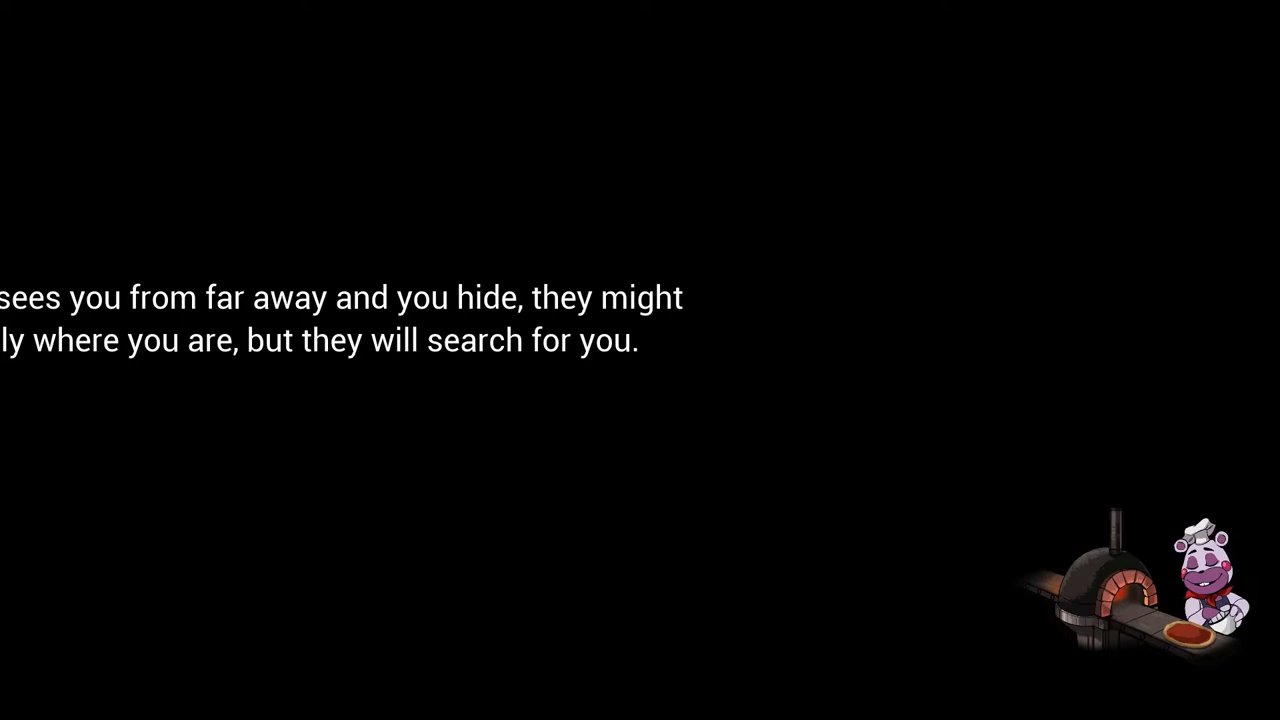 sees you from far away and you hide, they might
ly where you are, but they will search for you.